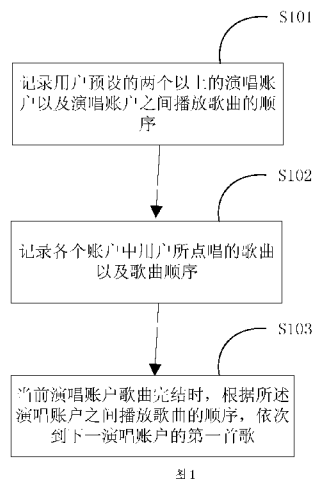 S101
记录用户预设的两个以上的演唱账
户以及演唱账户之间播放歌曲的顺
序
S102
记录各个账户中用户所点唱的歌曲
以及歌曲顺序
S103
当前演唱账户歌曲完结时，根据所述
演唱账户之间播放歌曲的顺序，依次
到下一演唱账户的第一首歌
图1